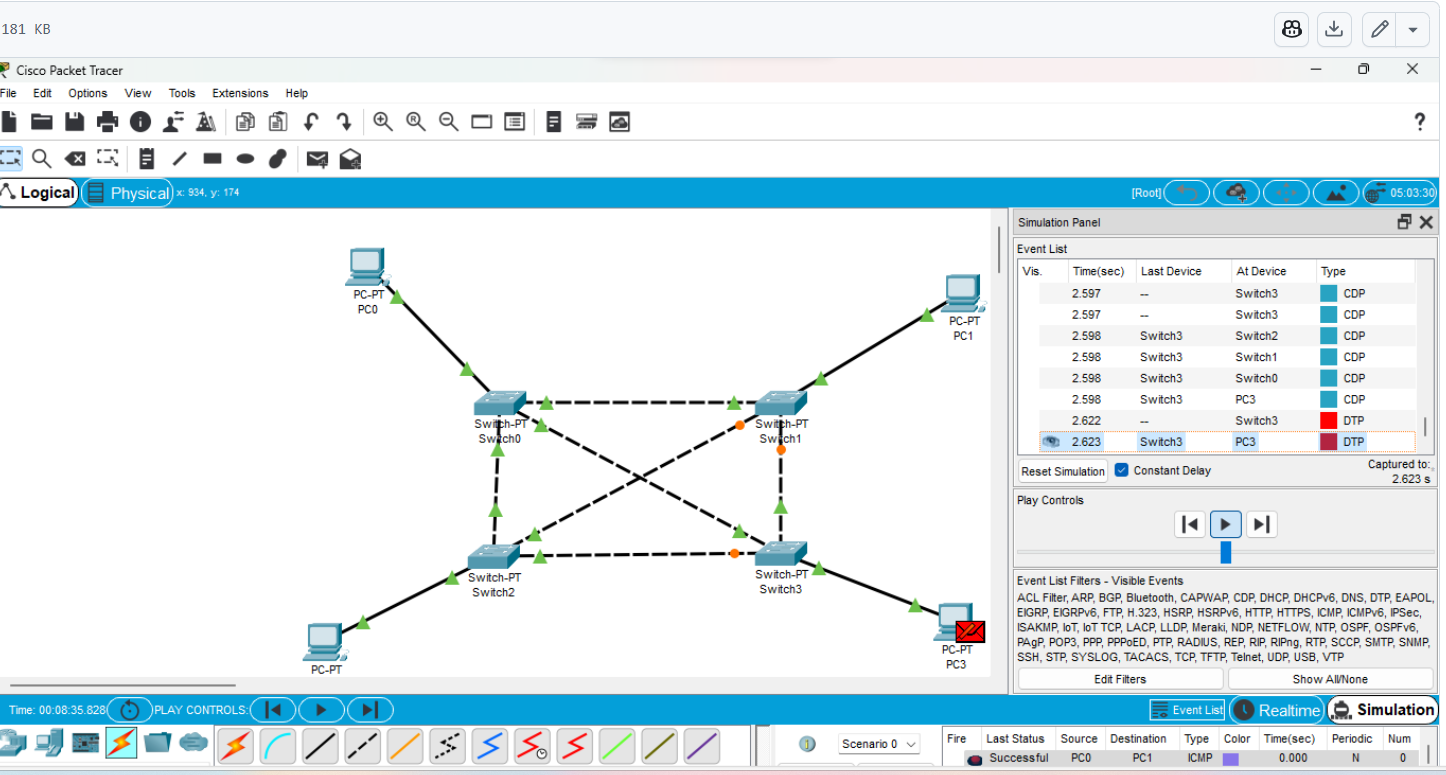 181 KB
Cisco Packet Tracer
File Edit Options View Tools Extensions Help
?
Logical Physical x: 934, y: 174 [Root] 05:03:30
Simulation Panel
Event List
Vis. Time(sec) Last Device At Device Type
2.597 -- Switch3 CDP
2.597 -- Switch3 CDP
2.598 Switch3 Switch2 CDP
2.598 Switch3 Switch1 CDP
2.598 Switch3 Switch0 CDP
2.598 Switch3 PC3 CDP
2.622 -- Switch3 DTP
2.623 Switch3 PC3 DTP
Reset Simulation Constant Delay Captured to:
2.623 s
Play Controls
Event List Filters - Visible Events
ACL Filter, ARP, BGP, Bluetooth, CAPWAP, CDP, DHCP, DHCPv6, DNS, DTP, EAPOL,
EIGRP, EIGRPv6, FTP, H.323, HSRP, HSRPv6, HTTP, HTTPS, ICMP, ICMPv6, IPSec,
ISAKMP, IoT, IoT TCP, LACP, LLDP, Meraki, NDP, NETFLOW, NTP, OSPF, OSPFv6,
PAgP, POP3, PPP, PPPoED, PTP, RADIUS, REP, RIP, RIPng, RTP, SCCP, SMTP, SNMP,
SSH, STP, SYSLOG, TACACS, TCP, TFTP, Telnet, UDP, USB, VTP
Edit Filters Show All/None
PC-PT
PC0
PC-PT
PC1
Switch-PT
Switch0
Switch-PT
Switch1
Switch-PT
Switch2
Switch-PT
Switch3
PC-PT
PC-PT
PC3
Time: 00:08:35.828 PLAY CONTROLS: Event List Realtime Simulation
Scenario 0
Fire Last Status Source Destination Type Color Time(sec) Periodic Num
Successful PC0 PC1 ICMP 0.000 N 0